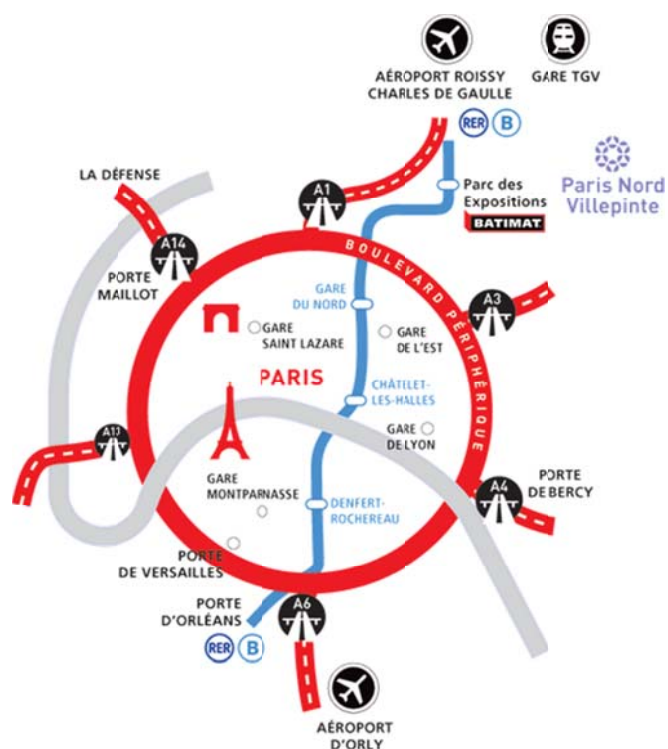 AÉROPORT ROISSY
CHARLES DE GAULLE
GARE TGV
RER B
Paris Nord
Villepinte
Parc des
Expositions
BATIMAT
LA DÉFENSE
A1
A14
PORTE
MAILLOT
BOULEVARD PÉRIPHÉRIQUE
A3
GARE
DU NORD
GARE
SAINT LAZARE
GARE
DE L'EST
PARIS
CHÂTILET-
LES-HALLES
GARE
DE LYON
A13
GARE
MONTPARNASSE
DENFERT-
ROCHEREAU
A4
PORTE
DE BERCY
PORTE
DE VERSAILLES
PORTE
D'ORLÉANS
RER B
A6
AÉROPORT
D'ORLY